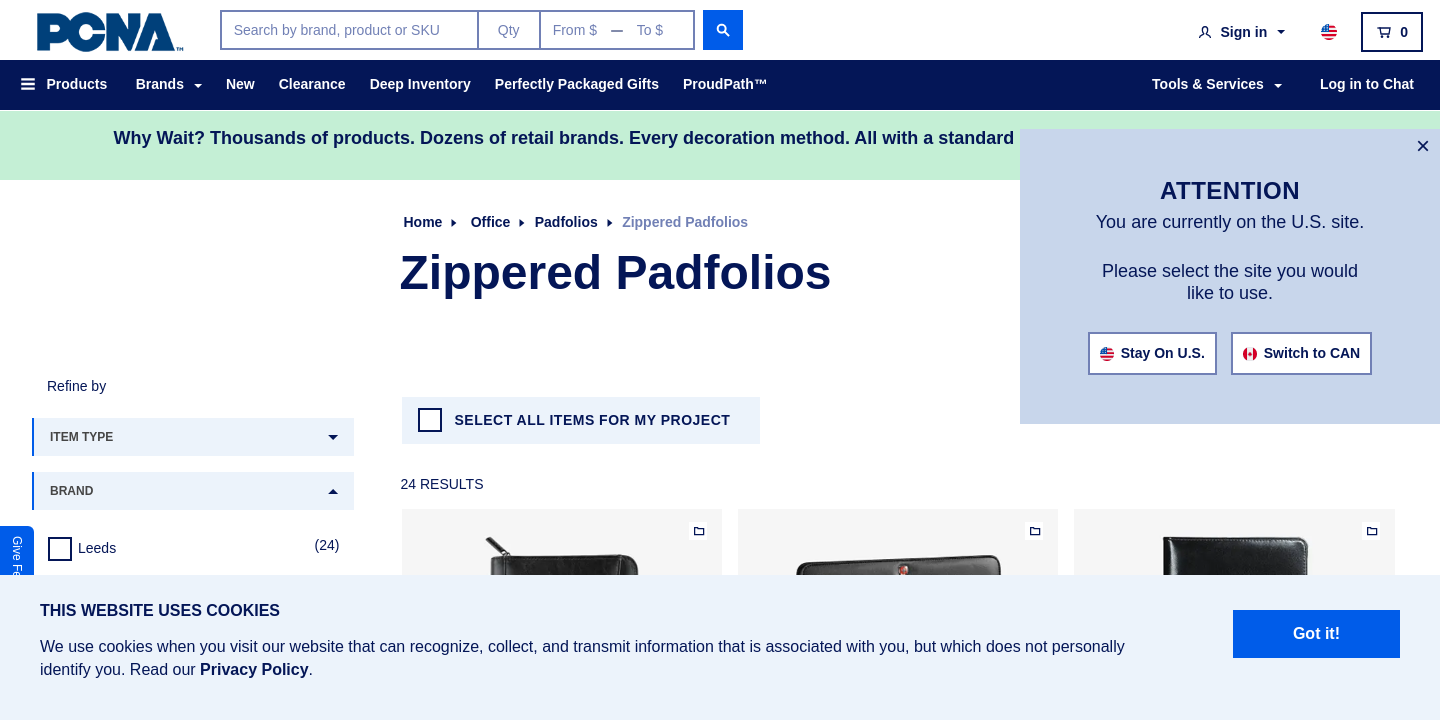 PCNA™
Search by brand, product or SKU
Qty
From $ — To $
Sign in
0
Products
Brands
New
Clearance
Deep Inventory
Perfectly Packaged Gifts
ProudPath™
Tools & Services
Log in to Chat
Why Wait? Thousands of products. Dozens of retail brands. Every decoration method. All with a standard
ATTENTION
You are currently on the U.S. site.
Please select the site you would
like to use.
Stay On U.S.
Switch to CAN
Home
Office
Padfolios
Zippered Padfolios
Zippered Padfolios
Refine by
ITEM TYPE
BRAND
Leeds
(24)
SELECT ALL ITEMS FOR MY PROJECT
24 RESULTS
Give Fe
THIS WEBSITE USES COOKIES
We use cookies when you visit our website that can recognize, collect, and transmit information that is associated with you, but which does not personally
identify you. Read our Privacy Policy.
Got it!